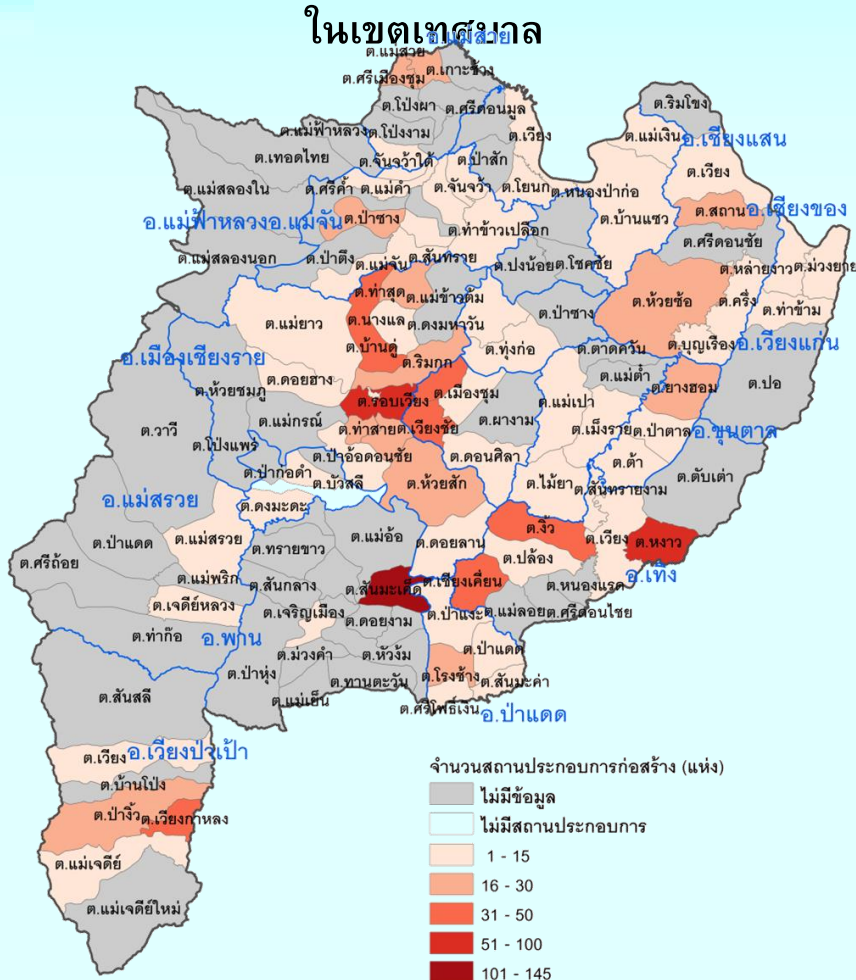 ในเขตเทศบาล
อ.แม่สาย
ต.แม่สาย
ต.เกาะช้าง
ต.ศรีเมืองชุม
ต.โป่งผา
ต.ศรีดอนมูล
ต.ริมโขง
ต.แม่ฟ้าหลวง
ต.โป่งงาม
ต.เวียง
ต.แม่เงิน
อ.เชียงแสน
ต.เทอดไทย
ต.จันจว้าใต้
ต.ป่าสัก
ต.เวียง
ต.แม่สลองใน
ต.ศรีค้ำ
ต.แม่คำ
ต.จันจว้า
ต.โยนก
ต.หนองป่าก่อ
อ.แม่ฟ้าหลวง
อ.แม่จัน
ต.ป่าซาง
ต.บ้านแซว
ต.สถาน
อ.เชียงของ
ต.ท่าข้าวเปลือก
ต.ศรีดอนชัย
ต.แม่สลองนอก
ต.ป่าตึง
ต.แม่จัน
ต.สันทราย
ต.ปงน้อย
ต.โชคชัย
ต.หล่ายงาว
ต.ม่วงยาย
ต.ท่าสุด
ต.แม่ข้าวต้ม
ต.ห้วยซ้อ
ต.ครึ่ง
ต.ท่าข้าม
ต.แม่ยาว
ต.นางแล
ต.ดงมหาวัน
ต.ป่าซาง
ต.บ้านดู่
ต.ทุ่งก่อ
ต.ตาดควัน
ต.บุญเรือง
อ.เวียงแก่น
อ.เมืองเชียงราย
ต.ริมกก
ต.ดอยฮาง
ต.แม่ต๋ำ
ต.ยางฮอม
ต.ปอ
ต.ห้วยชมภู
ต.รอบเวียง
ต.เมืองชุม
ต.แม่เปา
ต.วาวี
ต.แม่กรณ์
ต.ท่าสาย
ต.เวียงชัย
ต.ผางาม
ต.เม็งราย
ต.ป่าตาล
อ.ขุนตาล
ต.โป่งแพร่
ต.ป่าอ้อดอนชัย
ต.ดอนศิลา
ต.ต้า
ต.ป่าก่อดำ
ต.บัวสลี
ต.ห้วยสัก
ต.ไม้ยา
ต.สันทรายงาม
ต.ตับเต่า
อ.แม่สรวย
ต.ดงมะดะ
ต.แม่สรวย
ต.ป่าแดด
ต.ทรายขาว
ต.แม่อ้อ
ต.ดอยลาน
ต.งิ้ว
ต.เวียง
ต.หงาว
ต.ศรีถ้อย
ต.ปล้อง
อ.เทิง
ต.แม่พริก
ต.สันกลาง
ต.สันมะเค็ด
ต.เชียงเคี่ยน
ต.หนองแรด
ต.เจดีย์หลวง
ต.เจริญเมือง
ต.ดอยงาม
ต.ป่าแงะ
ต.แม่ลอย
ต.ศรีดอนไชย
ต.ท่าก๊อ
อ.พาน
ต.ม่วงคำ
ต.หัวง้ม
ต.ป่าแดด
ต.ป่าหุ่ง
ต.ทานตะวัน
ต.โรงช้าง
ต.สันมะค่า
ต.สันสลี
ต.แม่เย็น
ต.ศรีโพธิ์เงิน
อ.ป่าแดด
ต.เวียง
อ.เวียงป่าเป้า
ต.บ้านโป่ง
ต.ป่างิ้ว
ต.เวียงกาหลง
ต.แม่เจดีย์
ต.แม่เจดีย์ใหม่
จำนวนสถานประกอบการก่อสร้าง (แห่ง)
ไม่มีข้อมูล
ไม่มีสถานประกอบการ
1 - 15
16 - 30
31 - 50
51 - 100
101 - 145